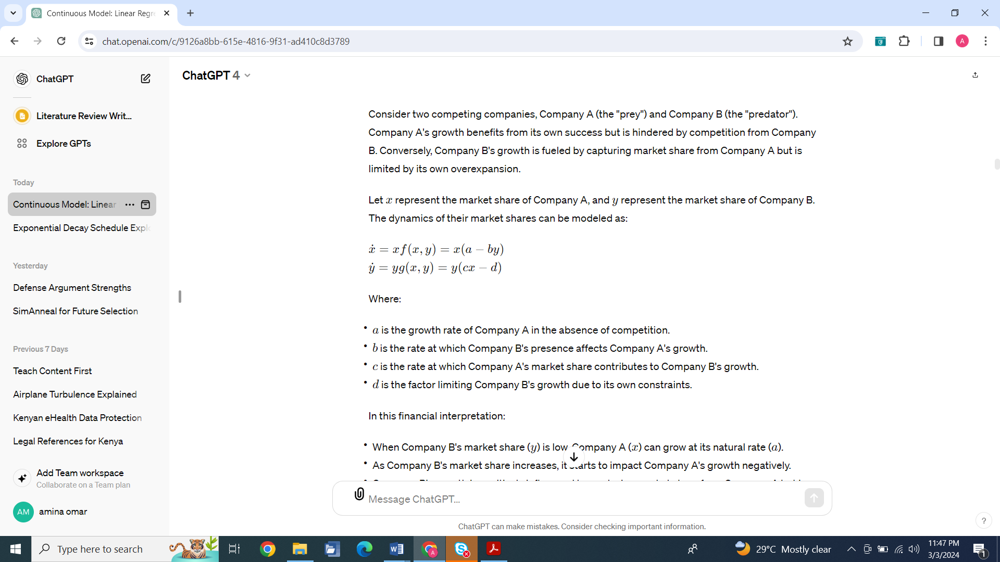 Continuous Model: Linear Regre
chat.openai.com/c/9126a8bb-615e-4816-9f31-ad410c8d3789
A
ChatGPT
Literature Review Writ...
Explore GPTs
Today
Continuous Model: Linear
Exponential Decay Schedule Expl
Yesterday
Defense Argument Strengths
SimAnneal for Future Selection
Previous 7 Days
Teach Content First
Airplane Turbulence Explained
Kenyan eHealth Data Protection
Legal References for Kenya
Add Team workspace
Collaborate on a Team plan
AM amina omar
ChatGPT 4
Consider two competing companies, Company A (the "prey") and Company B (the "predator").
Company A's growth benefits from its own success but is hindered by competition from Company
B. Conversely, Company B's growth is fueled by capturing market share from Company A but is
limited by its own overexpansion.
Let x represent the market share of Company A, and y represent the market share of Company B.
The dynamics of their market shares can be modeled as:
ẋ = xf(x, y) = x(a − by)
ẏ = yg(x, y) = y(cx − d)
Where:
• a is the growth rate of Company A in the absence of competition.
• b is the rate at which Company B's presence affects Company A's growth.
• c is the rate at which Company A's market share contributes to Company B's growth.
• d is the factor limiting Company B's growth due to its own constraints.
In this financial interpretation:
• When Company B's market share (y) is low, Company A (x) can grow at its natural rate (a).
• As Company B's market share increases, it starts to impact Company A's growth negatively.
Message ChatGPT...
ChatGPT can make mistakes. Consider checking important information.
?
Type here to search
29°C Mostly clear
11:47 PM
3/3/2024
1